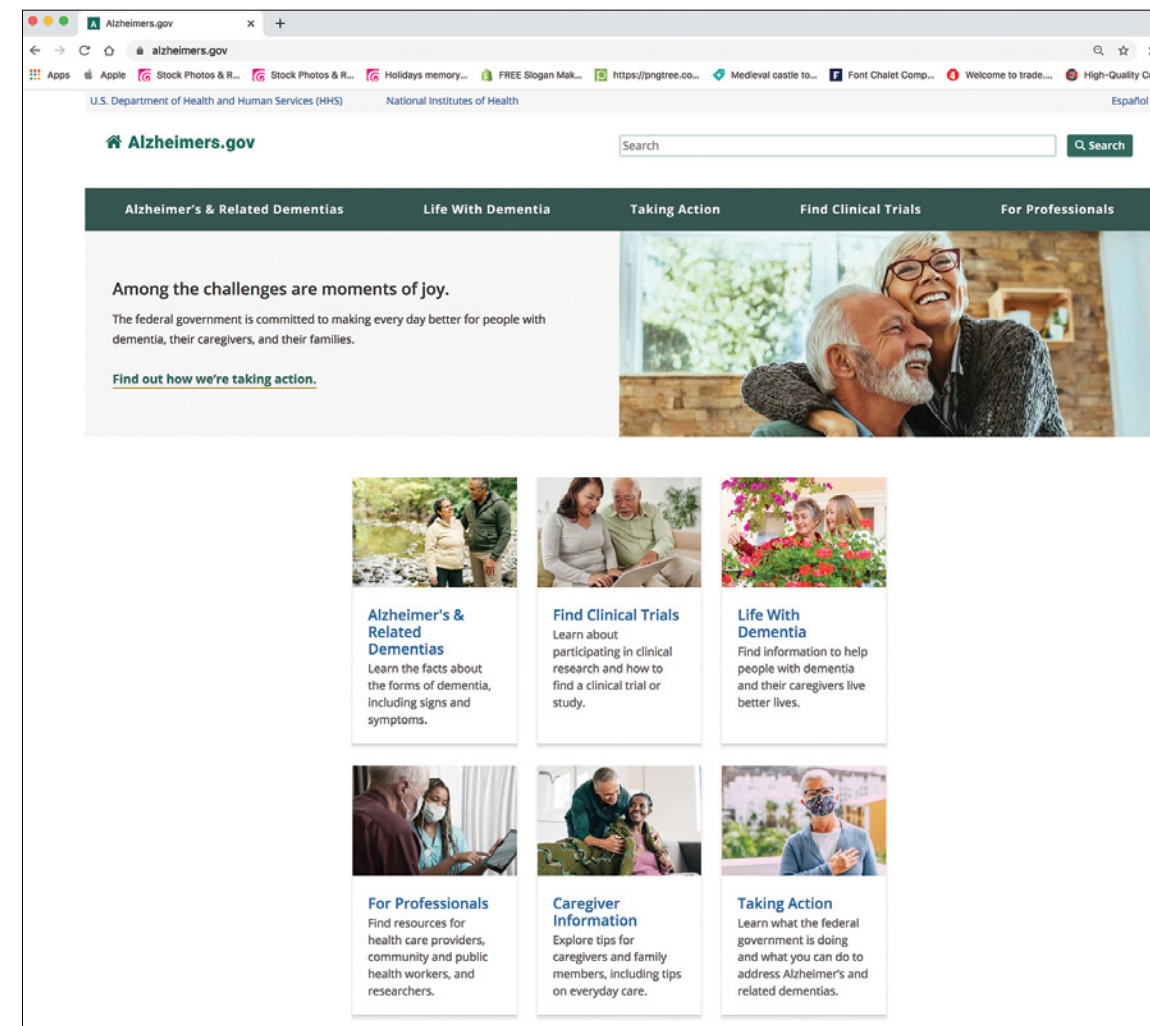 Alzheimers.gov
alzheimers.gov
Apps Apple Stock Photos & R... Stock Photos & R... Holidays memory... FREE Slogan Mak... https://pngtree.co... Medieval castle to... Font Chalet Comp... Welcome to trade.... High-Quality
U.S. Department of Health and Human Services (HHS) National Institutes of Health Español
Alzheimers.gov
Search Search
Alzheimer's & Related Dementias Life With Dementia Taking Action Find Clinical Trials For Professionals
Among the challenges are moments of joy.
The federal government is committed to making every day better for people with
dementia, their caregivers, and their families.
Find out how we're taking action.
Alzheimer's &
Related
Dementias
Learn the facts about
the forms of dementia,
including signs and
symptoms.
Find Clinical Trials
Learn about
participating in clinical
research and how to
find a clinical trial or
study.
Life With
Dementia
Find information to help
people with dementia
and their caregivers live
better lives.
For Professionals
Find resources for
health care providers,
community and public
health workers, and
researchers.
Caregiver
Information
Explore tips for
caregivers and family
members, including tips
on everyday care.
Taking Action
Learn what the federal
government is doing
and what you can do to
address Alzheimer's and
related dementias.